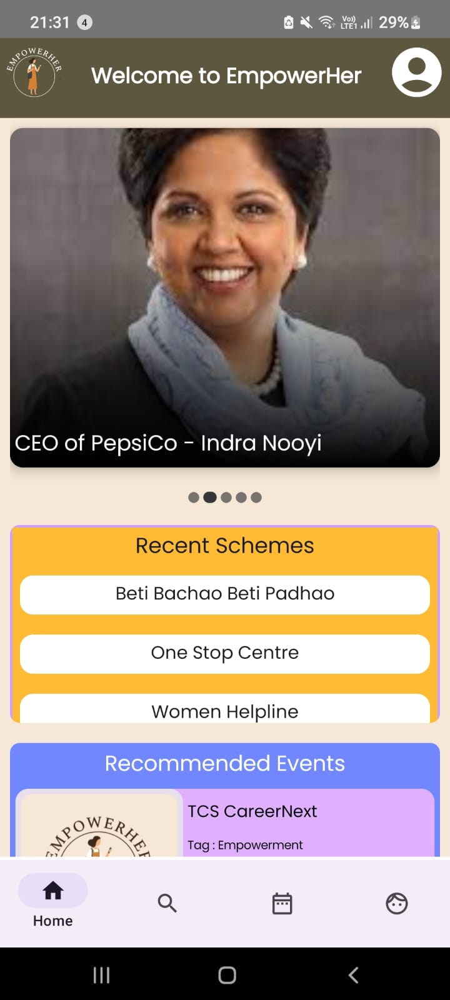 21:31 4 Vo)) LTE1 29%
EMPOWERHER
Welcome to EmpowerHer
CEO of PepsiCo - Indra Nooyi
Recent Schemes
Beti Bachao Beti Padhao
One Stop Centre
Women Helpline
Recommended Events
EMPOWERHER
TCS CareerNext
Tag : Empowerment
Home